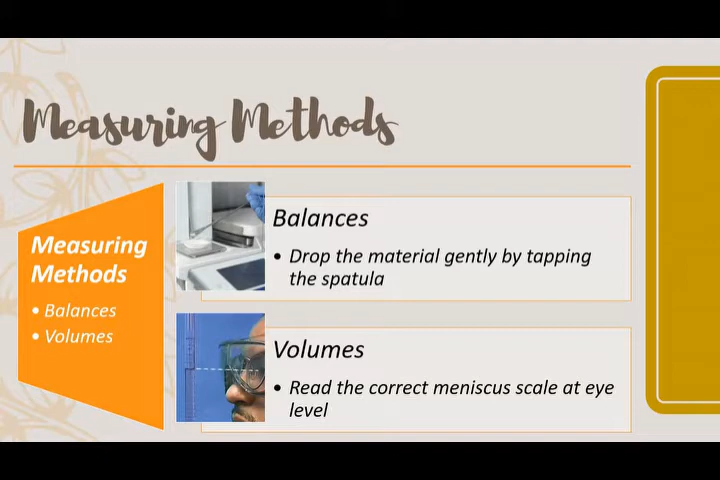 Measuring Methods
Measuring
Methods
• Balances
• Volumes
Balances
• Drop the material gently by tapping
the spatula
Volumes
• Read the correct meniscus scale at eye
level